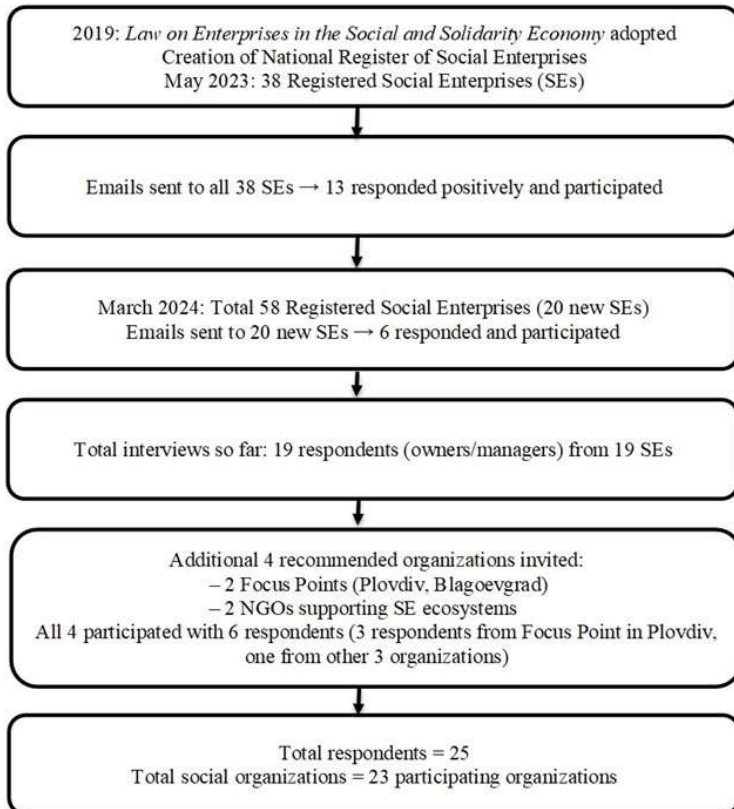 2019: Law on Enterprises in the Social and Solidarity Economy adopted
Creation of National Register of Social Enterprises
May 2023: 38 Registered Social Enterprises (SEs)
Emails sent to all 38 SEs → 13 responded positively and participated
March 2024: Total 58 Registered Social Enterprises (20 new SEs)
Emails sent to 20 new SEs → 6 responded and participated
Total interviews so far: 19 respondents (owners/managers) from 19 SEs
Additional 4 recommended organizations invited:
– 2 Focus Points (Plovdiv, Blagoevgrad)
– 2 NGOs supporting SE ecosystems
All 4 participated with 6 respondents (3 respondents from Focus Point in Plovdiv,
one from other 3 organizations)
Total respondents = 25
Total social organizations = 23 participating organizations